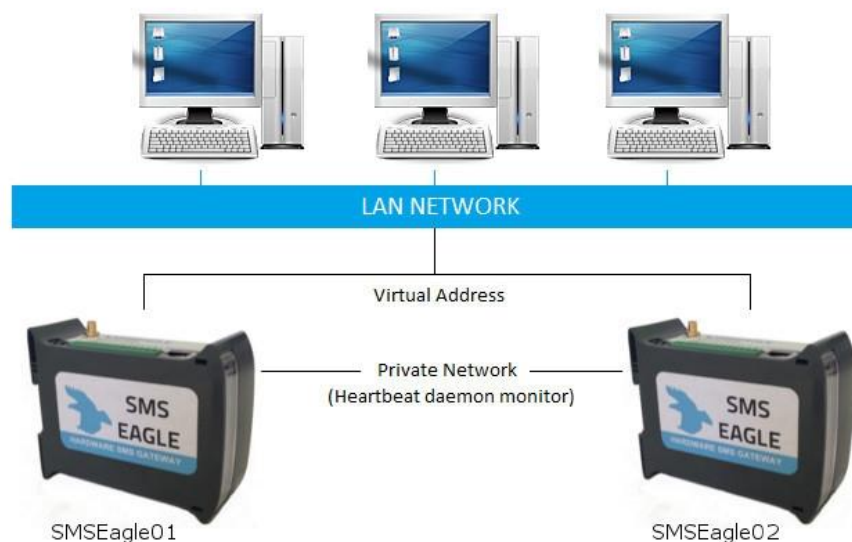 LAN NETWORK
Virtual Address
Private Network
(Heartbeat daemon monitor)
SMS
EAGLE
HARDWARE SMS GATEWAY
SMS
EAGLE
HARDWARE SMS GATEWAY
SMSEagle01
SMSEagle02